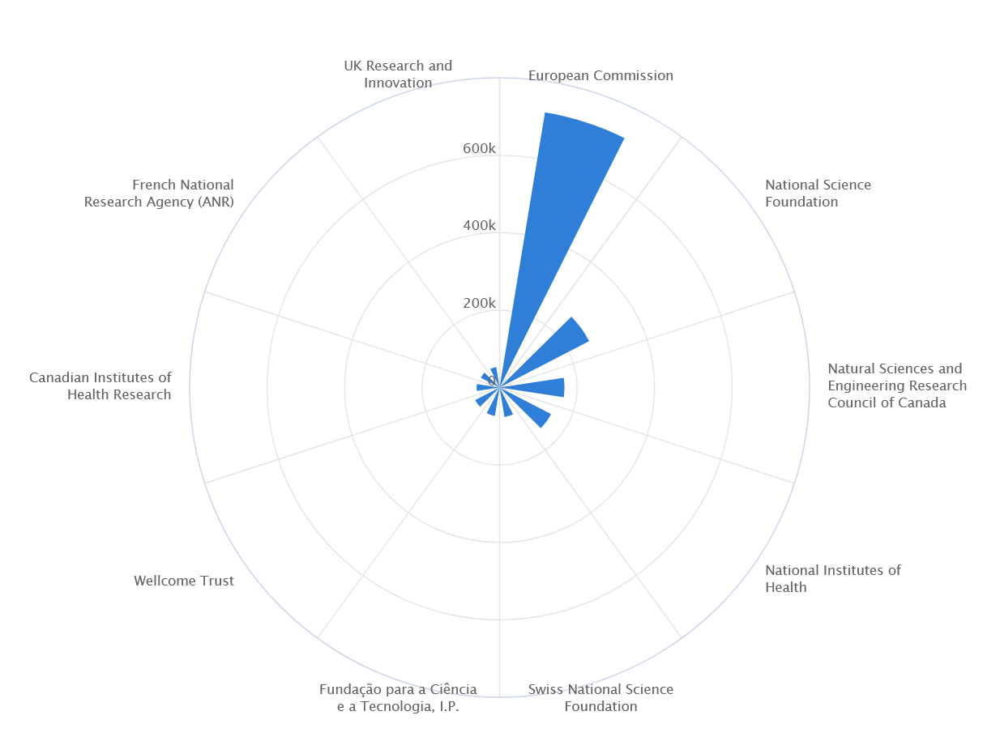 UK Research and
Innovation
European Commission
French National
Research Agency (ANR)
National Science
Foundation
600k
400k
200k
0
Canadian Institutes of
Health Research
Natural Sciences and
Engineering Research
Council of Canada
Wellcome Trust
National Institutes of
Health
Fundação para a Ciência
e a Tecnologia, I.P.
Swiss National Science
Foundation